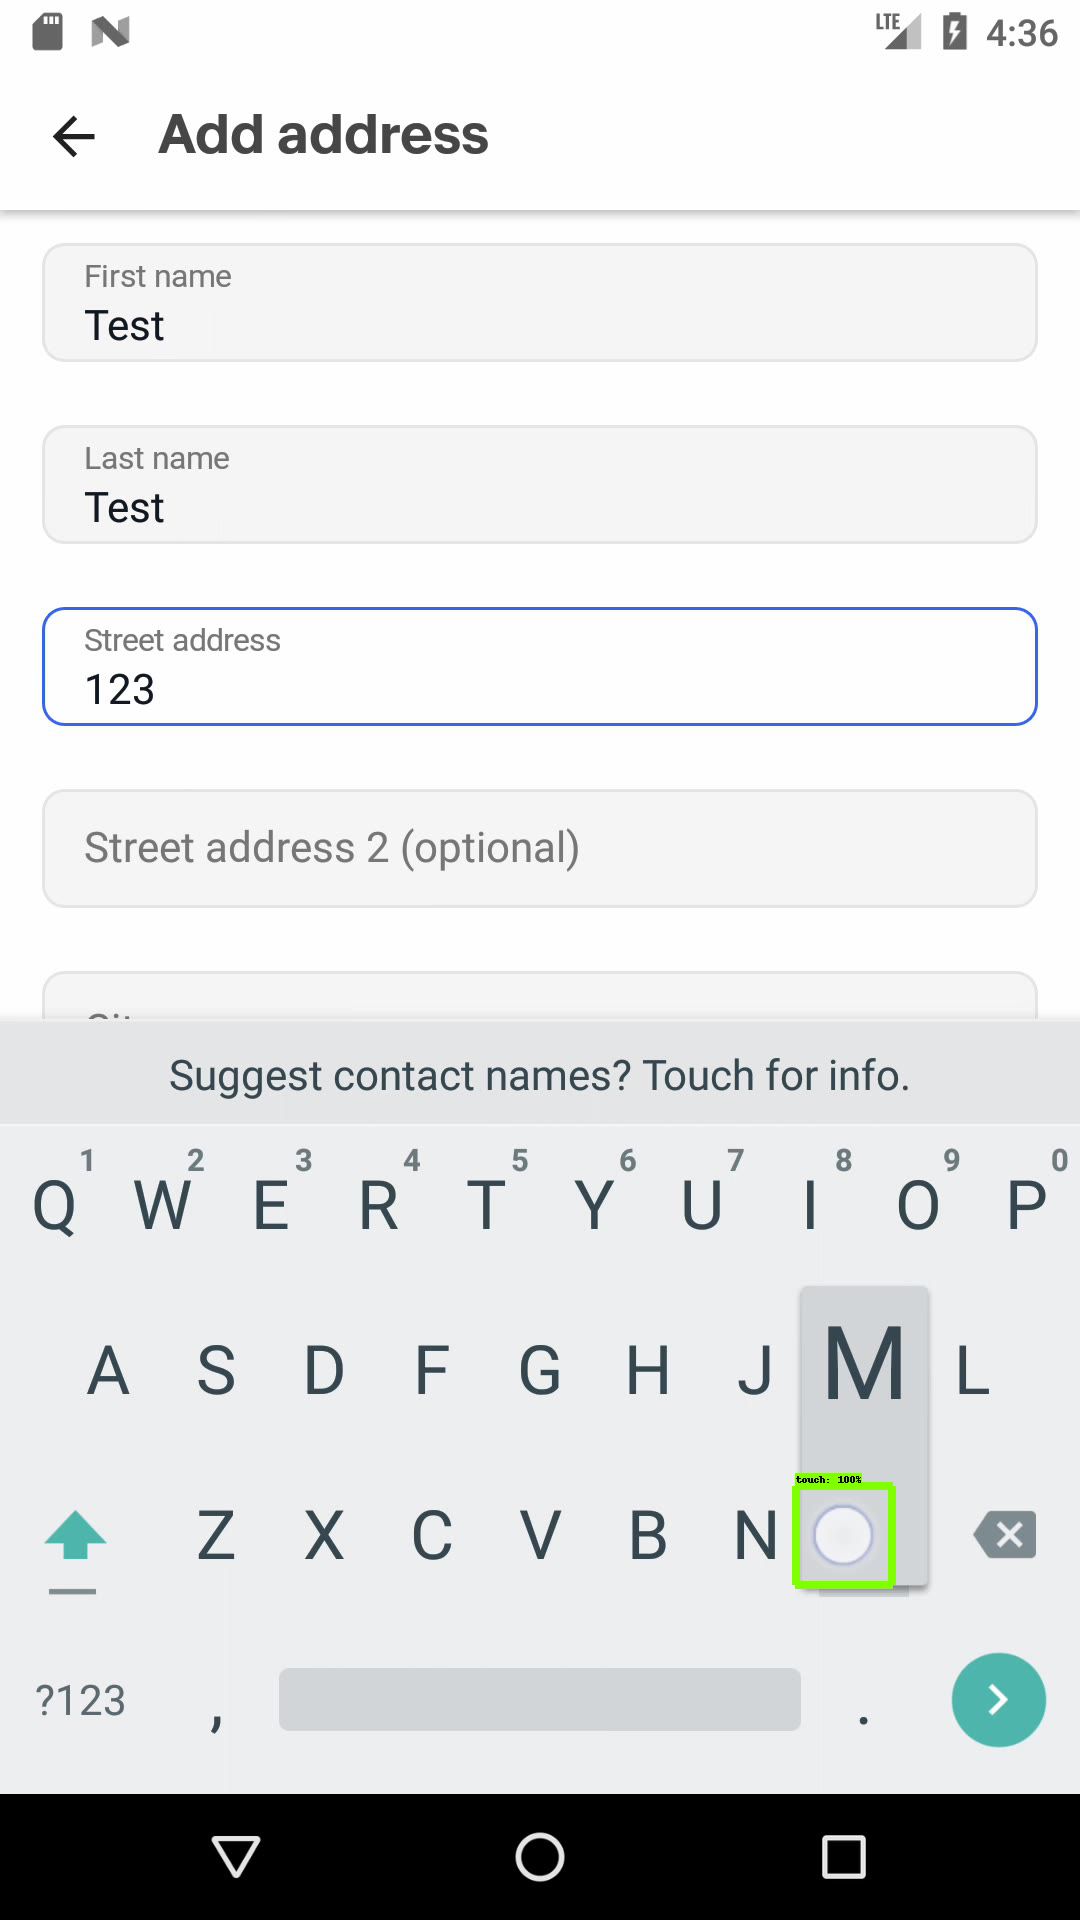 LTE 4:36
Add address
First name
Test
Last name
Test
Street address
123
Street address 2 (optional)
Suggest contact names? Touch for info.
1 2 3 4 5 6 7 8 9 0
Q W E R T Y U I O P
A S D F G H J M L
touch: 100%
Z X C V B N
?123 , .